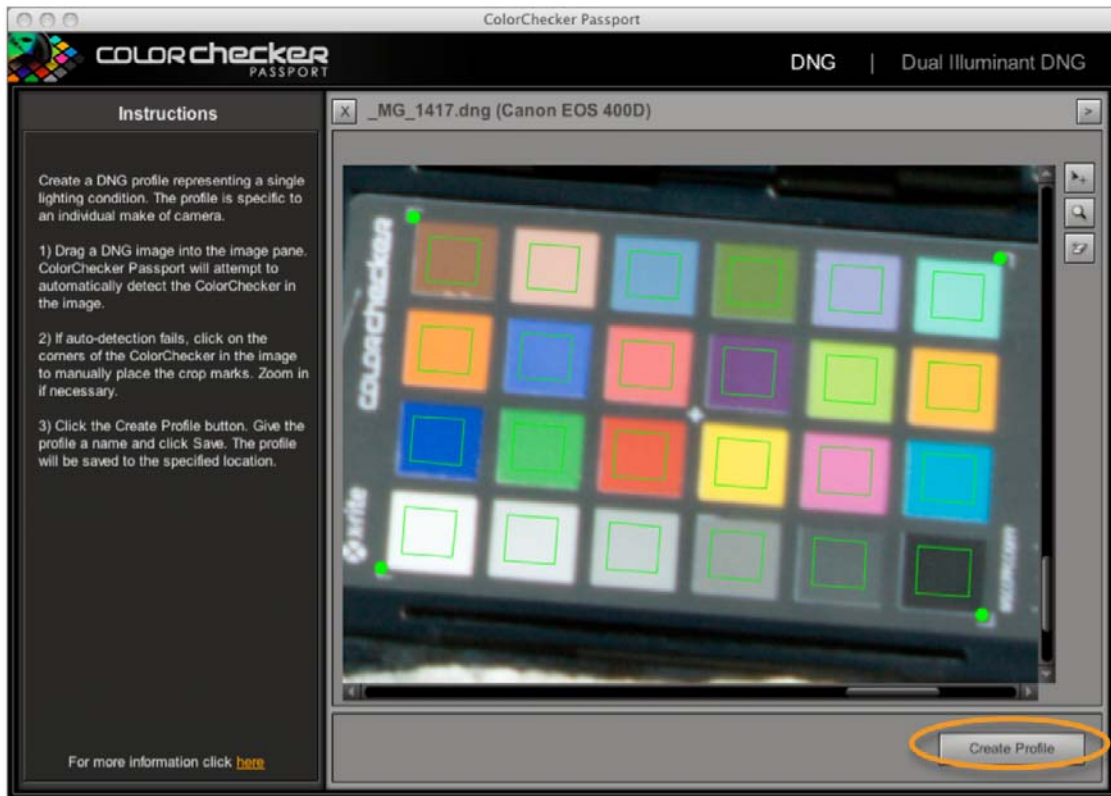 ColorChecker Passport
COLOR checker
PASSPORT
DNG | Dual Illuminant DNG
Instructions
X _MG_1417.dng (Canon EOS 400D) >
Create a DNG profile representing a single
lighting condition. The profile is specific to
an individual make of camera.
1) Drag a DNG image into the image pane.
ColorChecker Passport will attempt to
automatically detect the ColorChecker in
the image.
2) If auto-detection fails, click on the
corners of the ColorChecker in the image
to manually place the crop marks. Zoom in
if necessary.
3) Click the Create Profile button. Give the
profile a name and click Save. The profile
will be saved to the specified location.
For more information click here
colorchecker
x-rite
Create Profile